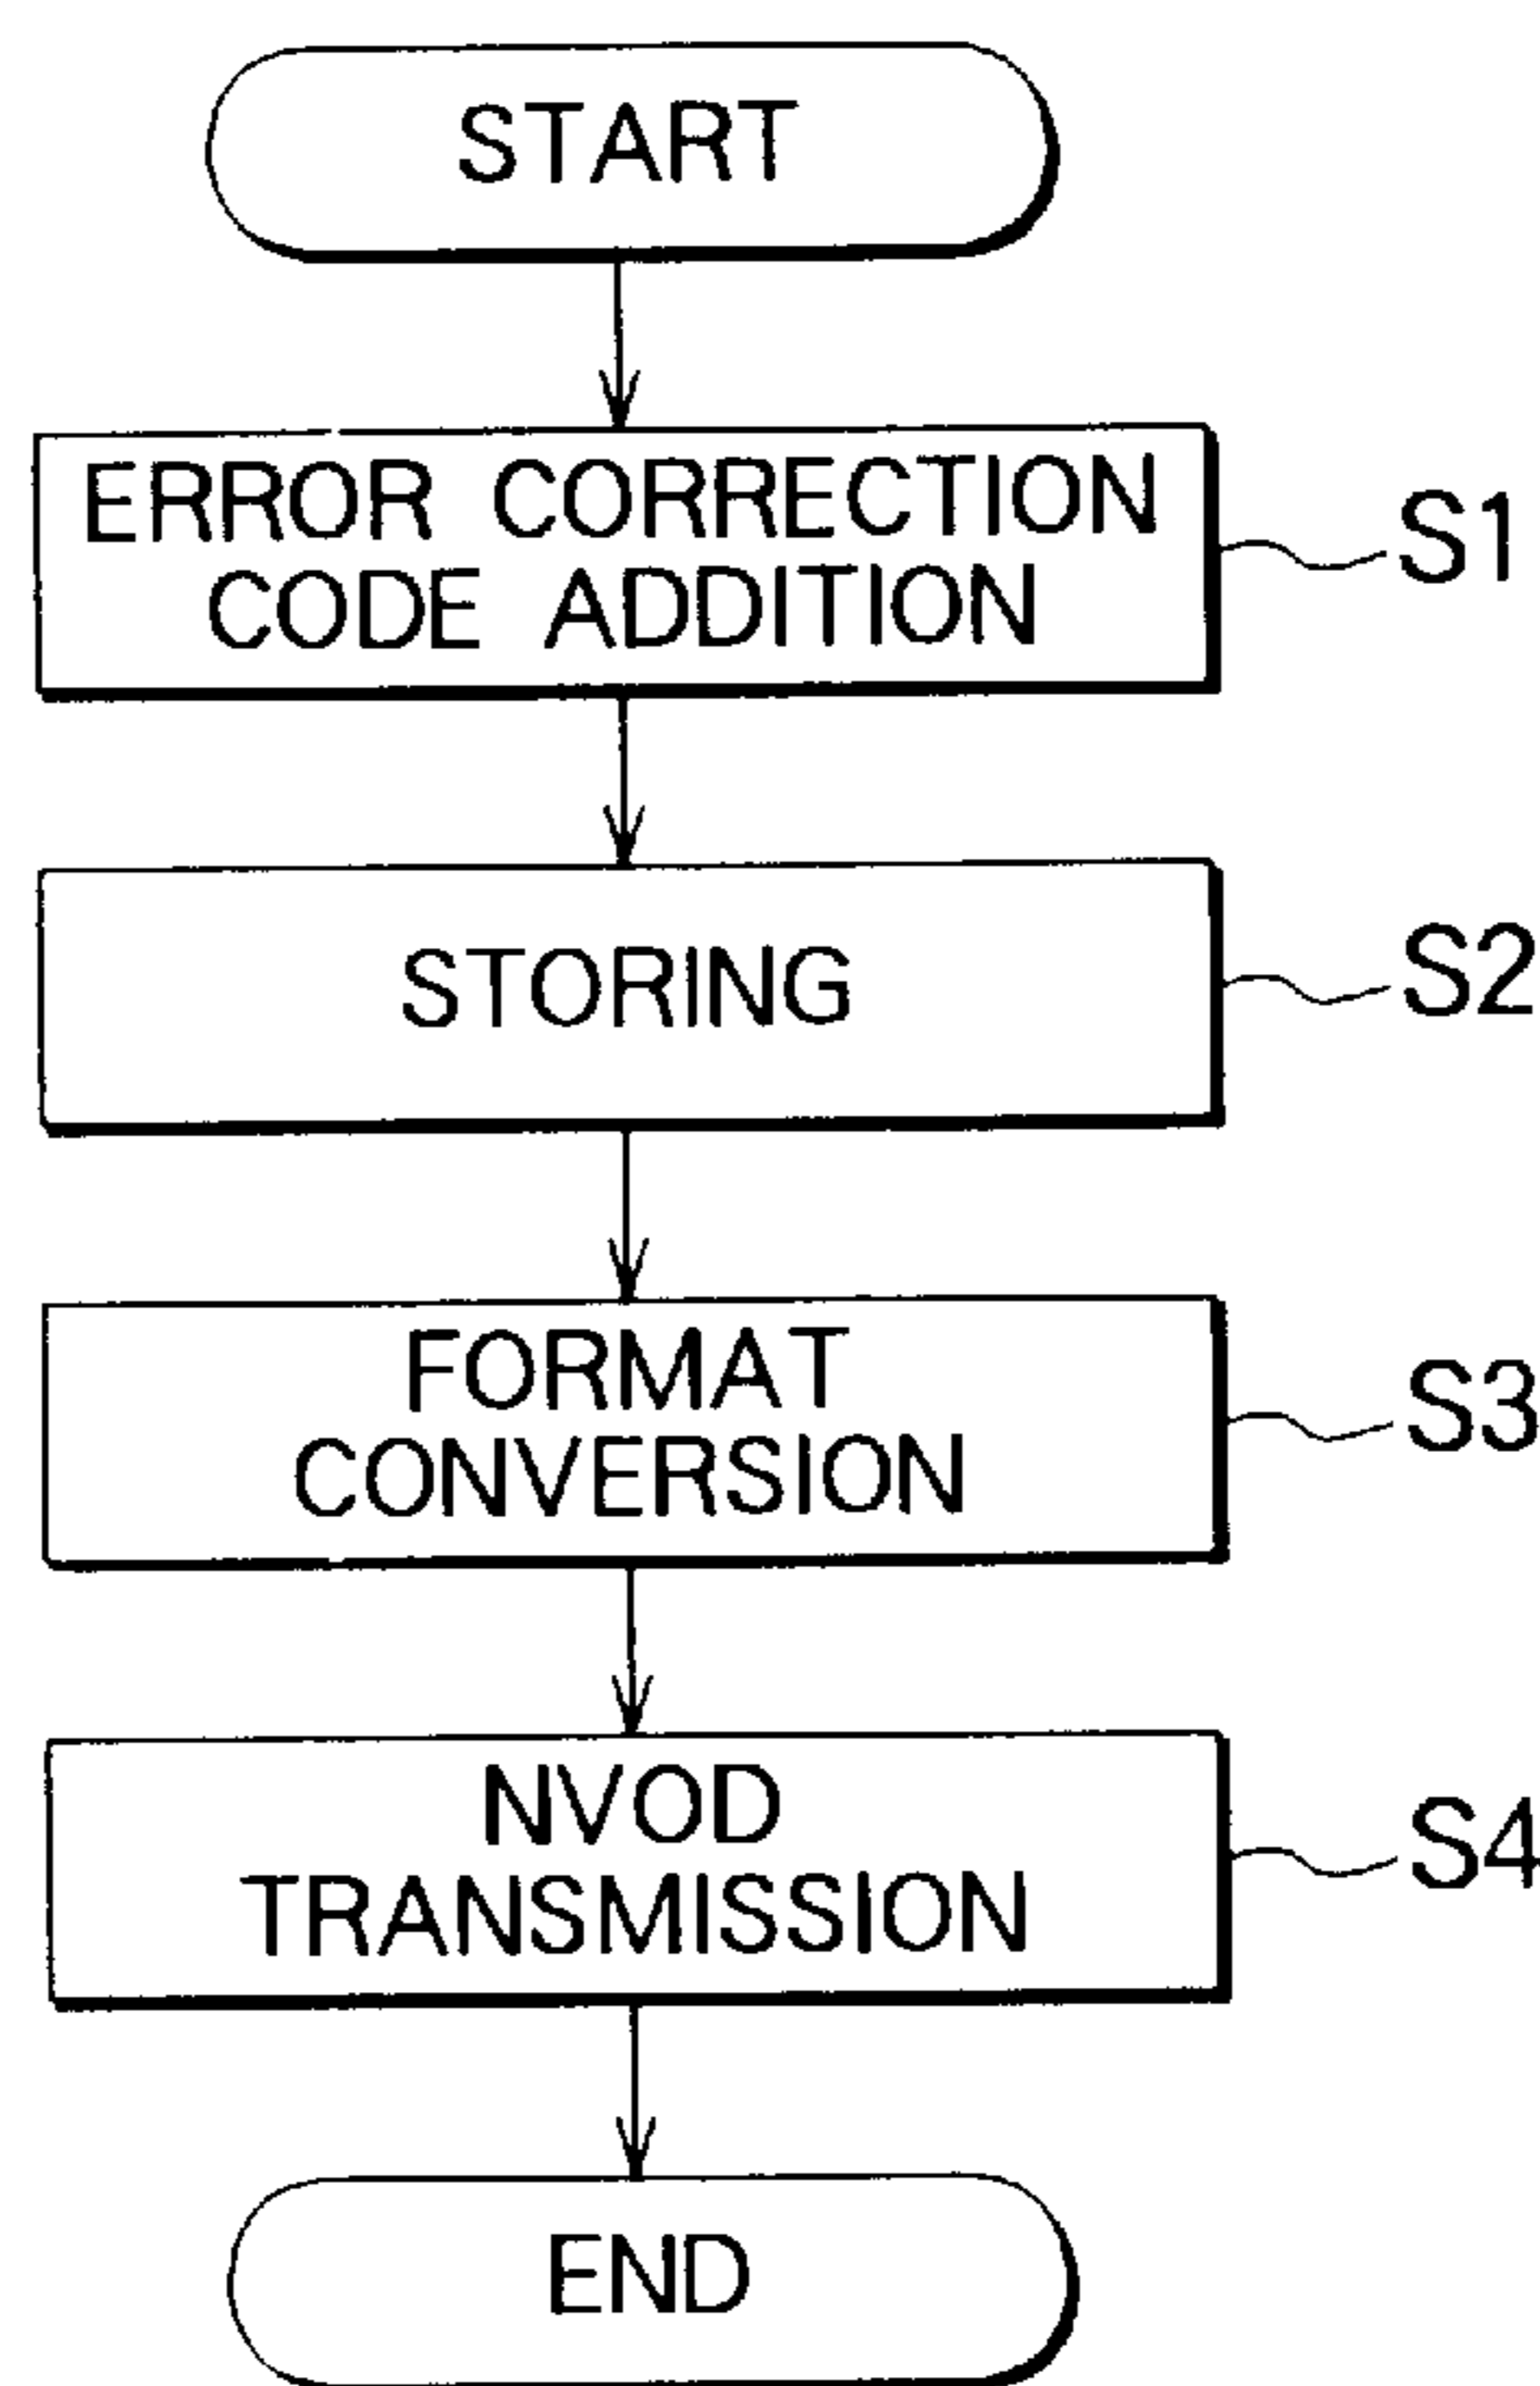 START
ERROR CORRECTION
CODE ADDITION
S1
STORING
S2
FORMAT
CONVERSION
S3
NVOD
TRANSMISSION
S4
END